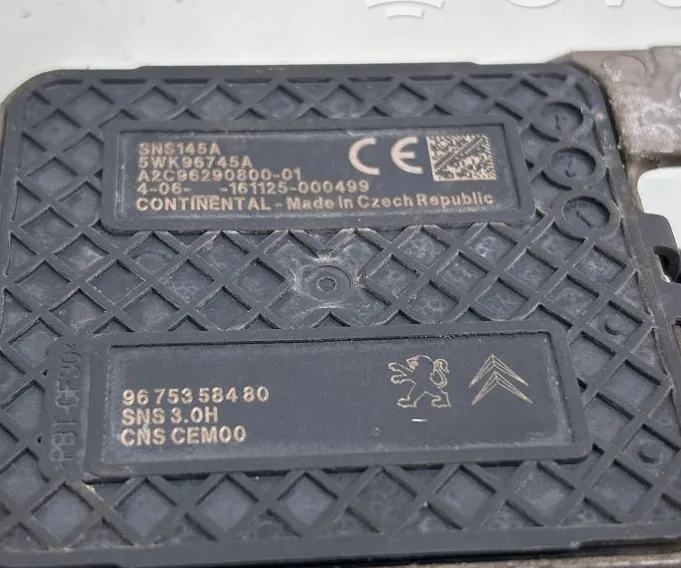 SNS145A
5WK96745A
A2C96290800-01
4-06- -161125-000499
CONTINENTAL - Made in Czech Republic
CE
96 753 584 80
SNS 3.0H
CNS CEM00